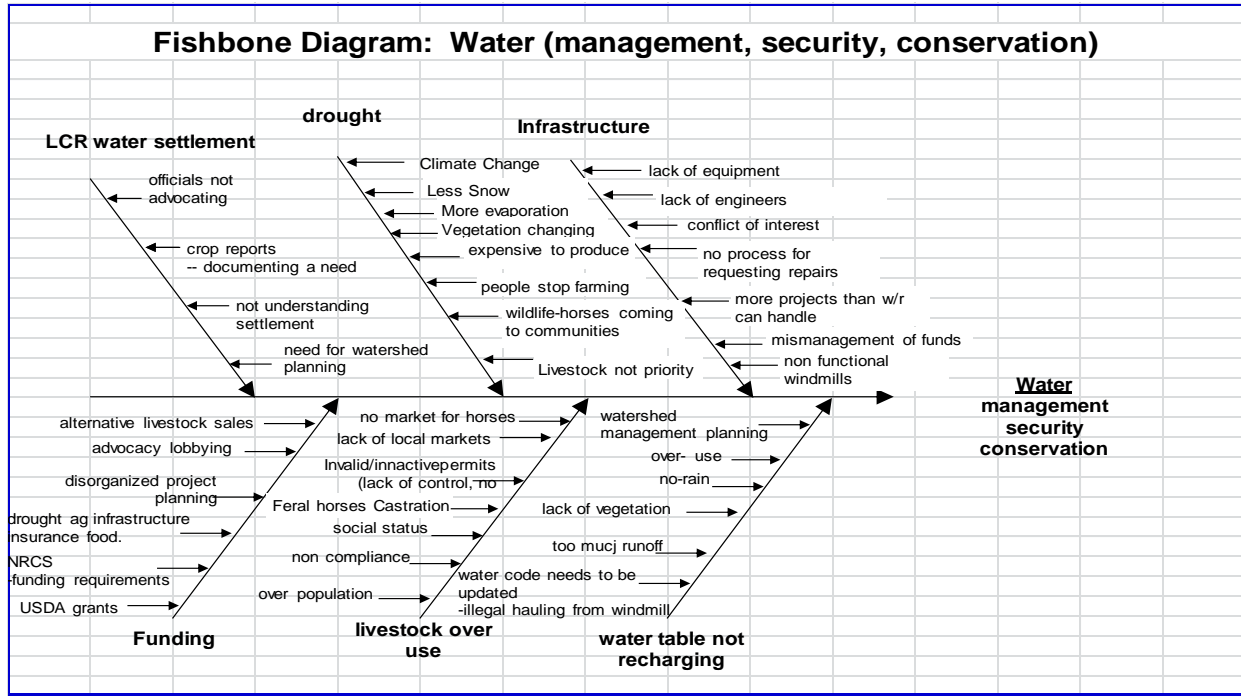 Fishbone Diagram: Water (management, security, conservation)
LCR water settlement
officials not
advocating
crop reports
-- documenting a need
not understanding
settlement
need for watershed
planning
drought
Climate Change
Less Snow
More evaporation
Vegetation changing
expensive to produce
people stop farming
wildlife-horses coming
to communities
Livestock not priority
Infrastructure
lack of equipment
lack of engineers
conflict of interest
no process for
requesting repairs
more projects than w/r
can handle
mismanagement of funds
non functional
windmills
Water
management
security
conservation
alternative livestock sales
advocacy lobbying
disorganized project
planning
drought ag infrastructure
insurance food.
NRCS
-funding requirements
USDA grants
Funding
no market for horses
lack of local markets
Invalid/innactivepermits
(lack of control, no
Feral horses Castration
social status
non compliance
over population
livestock over
use
watershed
management planning
over- use
no-rain
lack of vegetation
too mucj runoff
water code needs to be
updated
-illegal hauling from windmill
water table not
recharging